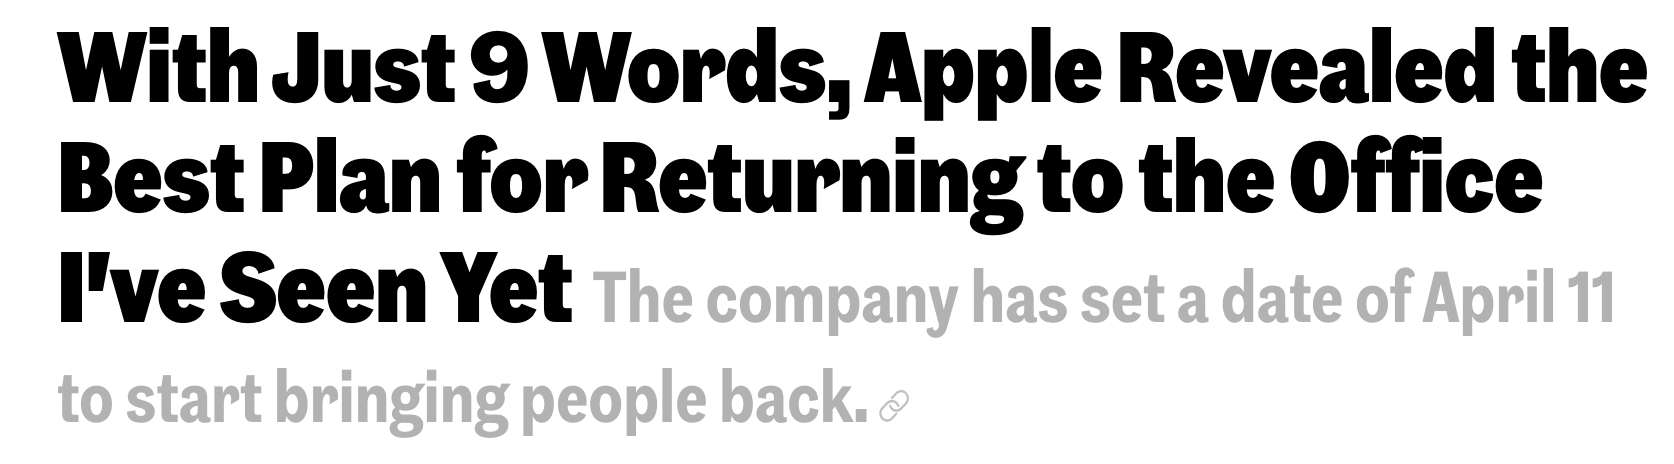 With Just 9 Words, Apple Revealed the
Best Plan for Returning to the Office
I've Seen Yet The company has set a date of April 11
to start bringing people back.